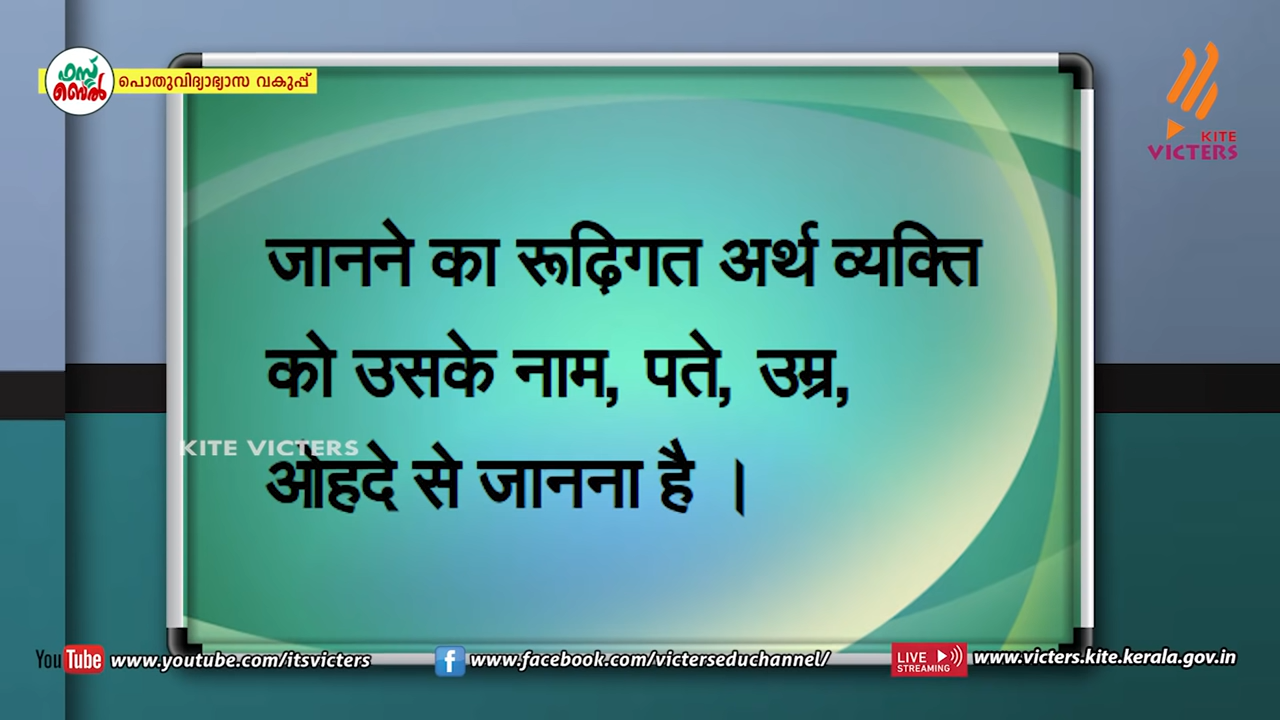 ഫസ്റ്റ്
ബെൽ
പൊതുവിദ്യാഭ്യാസ വകുപ്പ്
KITE
VICTERS
जानने का रूढ़िगत अर्थ व्यक्ति
को उसके नाम, पते, उम्र,
KITE VICTERS
ओहदे से जानना है ।
YouTube www.youtube.com/itsvicters
f www.facebook.com/victerseduchannel/
LIVE STREAMING www.victers.kite.kerala.gov.in